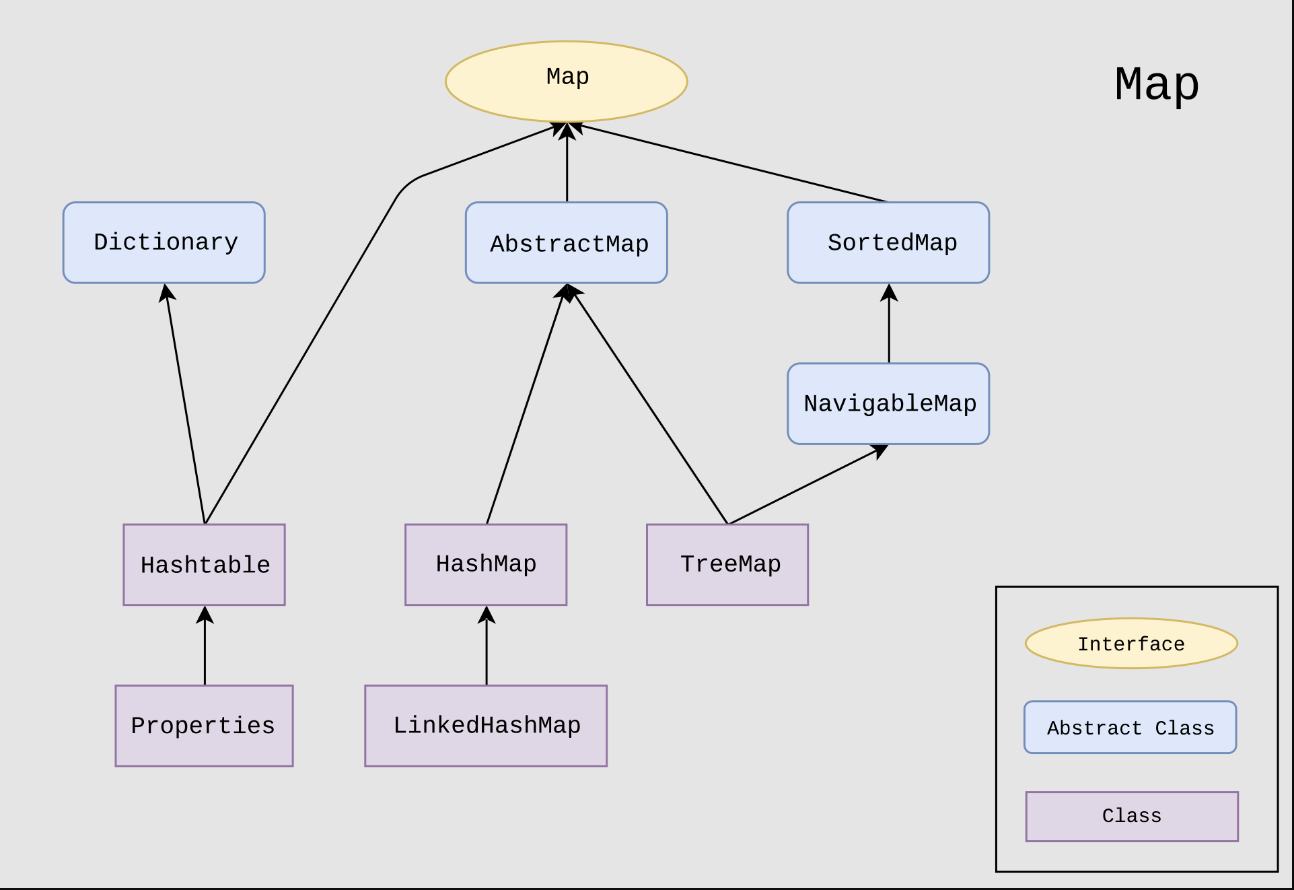 Map
Map
Dictionary
AbstractMap
SortedMap
NavigableMap
Hashtable
HashMap
TreeMap
Properties
LinkedHashMap
Interface
Abstract Class
Class